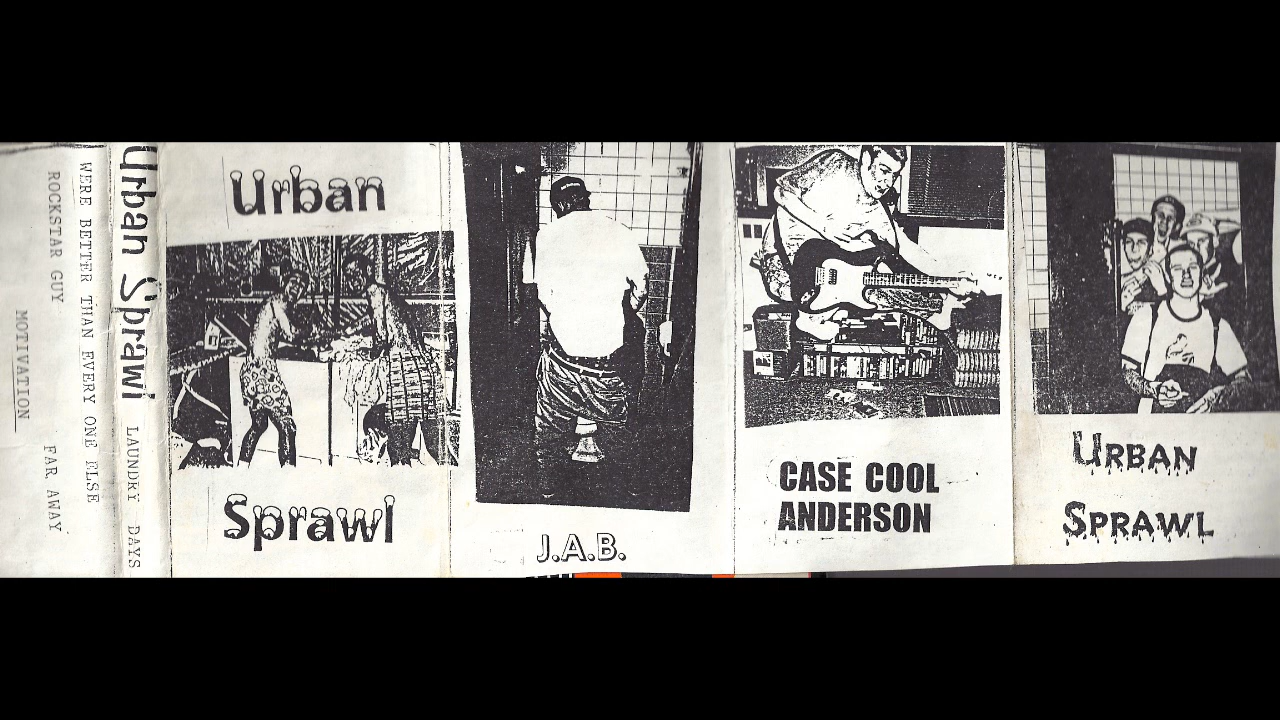 WERE BETTER THAN EVERY ONE ELSE
ROCKSTAR GUY FAR AWAY
MOTIVATION
Urban Sprawl LAUNDRY DAYS
Urban
Sprawl
J.A.B.
CASE COOL
ANDERSON
URBAN
SPRAWL